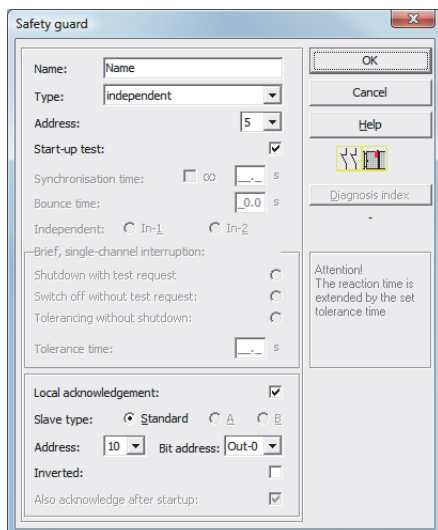 Safety guard
Name: Name
Type: independent
Address: 5
Start-up test:
Synchronisation time: ∞ __._ s
Bounce time: _0.0 s
Independent: In-1 In-2
Brief, single-channel interruption:
Shutdown with test request
Switch off without test request:
Tolerancing without shutdown:
Tolerance time: __._ s
Local acknowledgement:
Slave type: Standard A B
Address: 10 Bit address: Out-0
Inverted:
Also acknowledge after startup:
OK
Cancel
Help
Diagnosis index
-
Attention!
The reaction time is
extended by the set
tolerance time